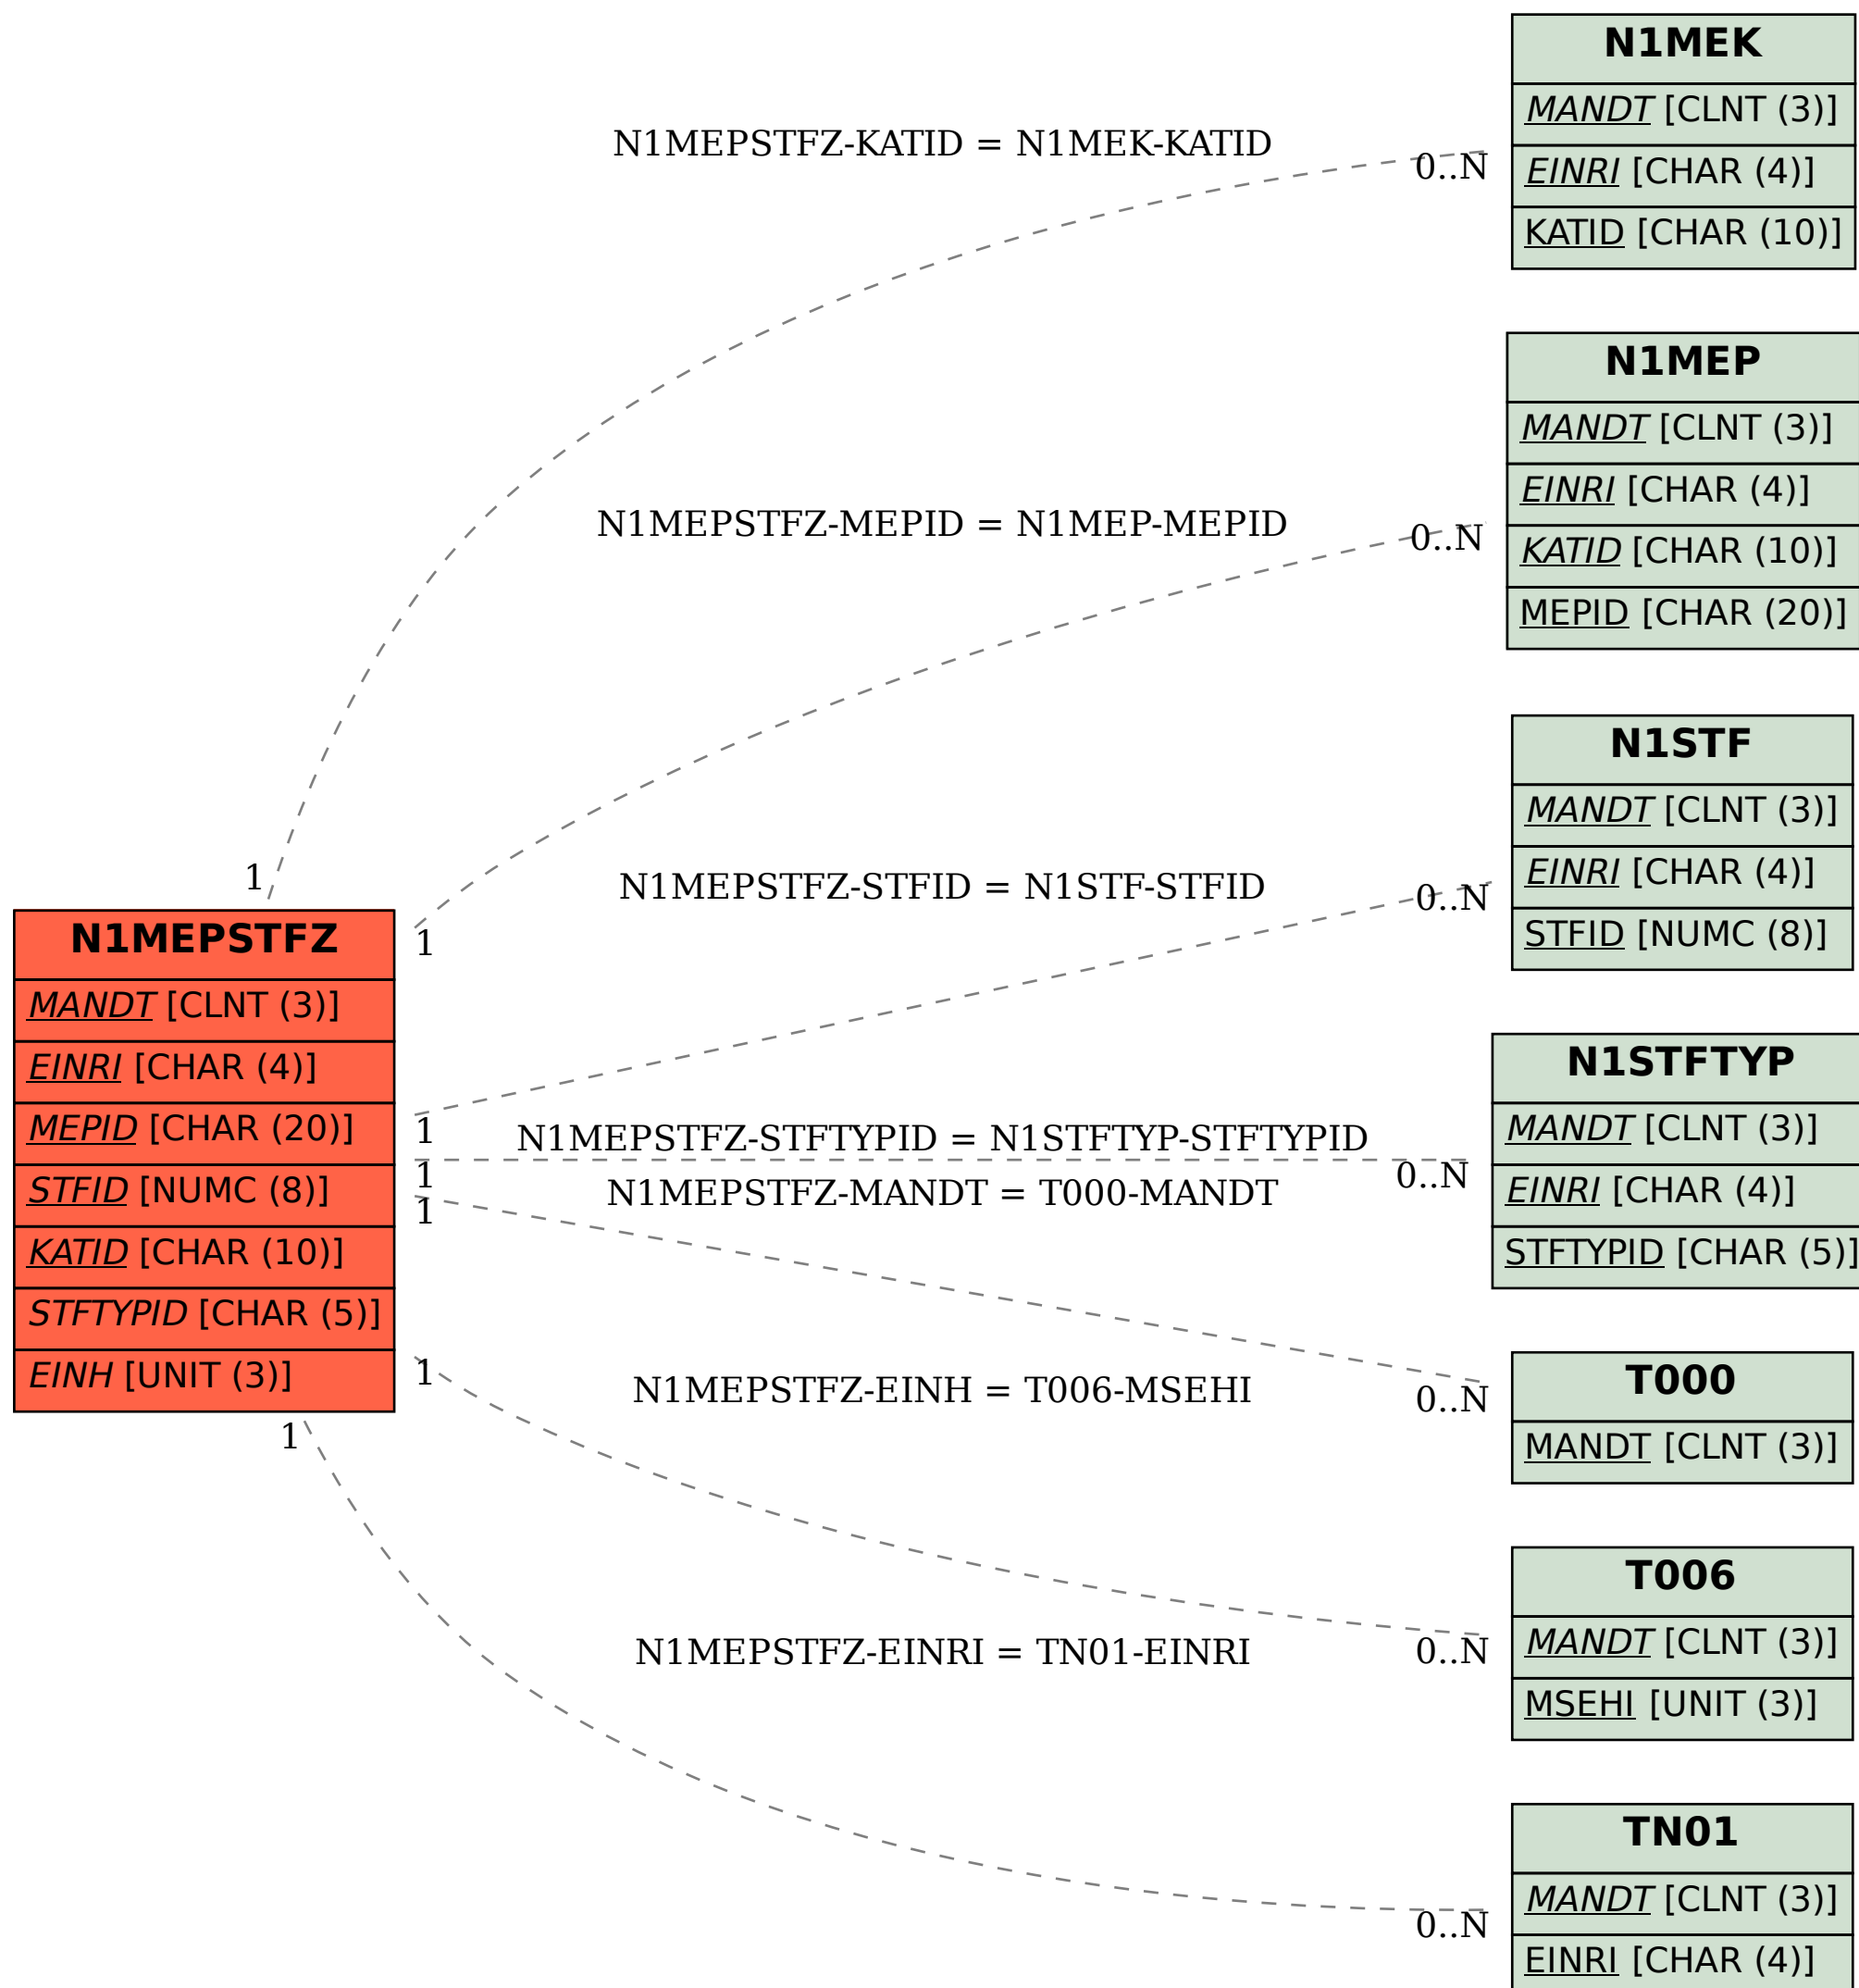 N1MEK
MANDT [CLNT (3)]
EINRI [CHAR (4)]
KATID [CHAR (10)]
N1MEPSTFZ-KATID = N1MEK-KATID
0..N
1
N1MEP
MANDT [CLNT (3)]
EINRI [CHAR (4)]
KATID [CHAR (10)]
MEPID [CHAR (20)]
N1MEPSTFZ-MEPID = N1MEP-MEPID
0..N
1
N1STF
MANDT [CLNT (3)]
EINRI [CHAR (4)]
STFID [NUMC (8)]
N1MEPSTFZ-STFID = N1STF-STFID
0..N
1
N1MEPSTFZ
MANDT [CLNT (3)]
EINRI [CHAR (4)]
MEPID [CHAR (20)]
STFID [NUMC (8)]
KATID [CHAR (10)]
STFTYPID [CHAR (5)]
EINH [UNIT (3)]
N1STFTYP
MANDT [CLNT (3)]
EINRI [CHAR (4)]
STFTYPID [CHAR (5)]
N1MEPSTFZ-STFTYPID = N1STFTYP-STFTYPID
0..N
1
N1MEPSTFZ-MANDT = T000-MANDT
0..N
1
T000
MANDT [CLNT (3)]
N1MEPSTFZ-EINH = T006-MSEHI
0..N
1
T006
MANDT [CLNT (3)]
MSEHI [UNIT (3)]
N1MEPSTFZ-EINRI = TN01-EINRI
0..N
1
TN01
MANDT [CLNT (3)]
EINRI [CHAR (4)]